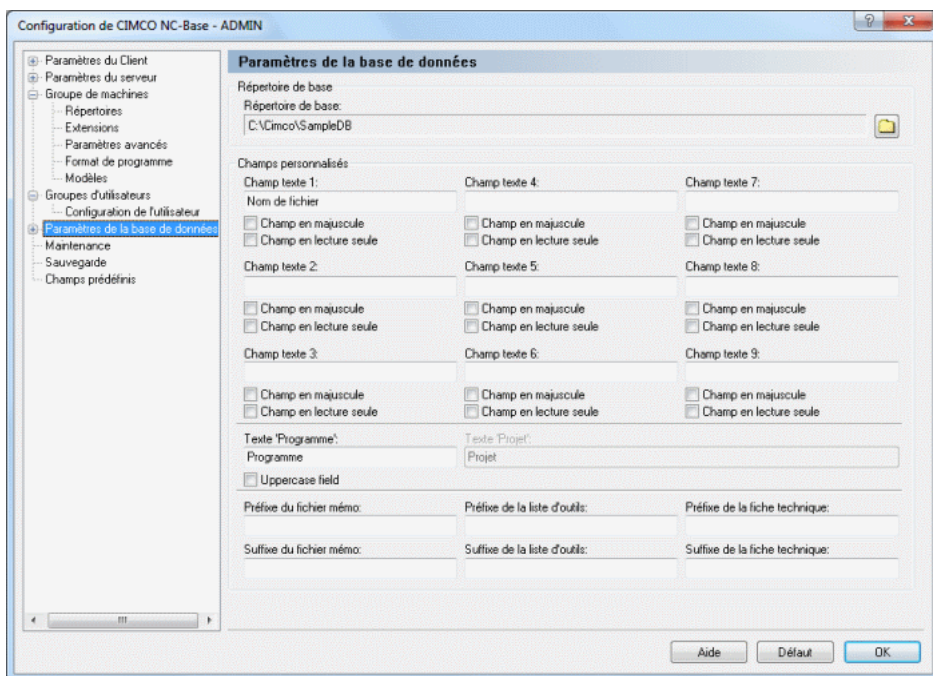 Configuration de CIMCO NC-Base - ADMIN
Paramètres du Client
Paramètres du serveur
Groupe de machines
Répertoires
Extensions
Paramètres avancés
Format de programme
Modèles
Groupes d'utilisateurs
Configuration de l'utilisateur
Paramètres de la base de données
Maintenance
Sauvegarde
Champs prédéfinis
Paramètres de la base de données
Répertoire de base
Répertoire de base:
C:\Cimco\SampleDB
Champs personnalisés
Champ texte 1: Champ texte 4: Champ texte 7:
Nom de fichier
Champ en majuscule Champ en majuscule Champ en majuscule
Champ en lecture seule Champ en lecture seule Champ en lecture seule
Champ texte 2: Champ texte 5: Champ texte 8:
Champ en majuscule Champ en majuscule Champ en majuscule
Champ en lecture seule Champ en lecture seule Champ en lecture seule
Champ texte 3: Champ texte 6: Champ texte 9:
Champ en majuscule Champ en majuscule Champ en majuscule
Champ en lecture seule Champ en lecture seule Champ en lecture seule
Texte 'Programme': Texte 'Projet':
Programme Projet
Uppercase field
Préfixe du fichier mémo: Préfixe de la liste d'outils: Préfixe de la fiche technique:
Suffixe du fichier mémo: Suffixe de la liste d'outils: Suffixe de la fiche technique:
Aide Défaut OK